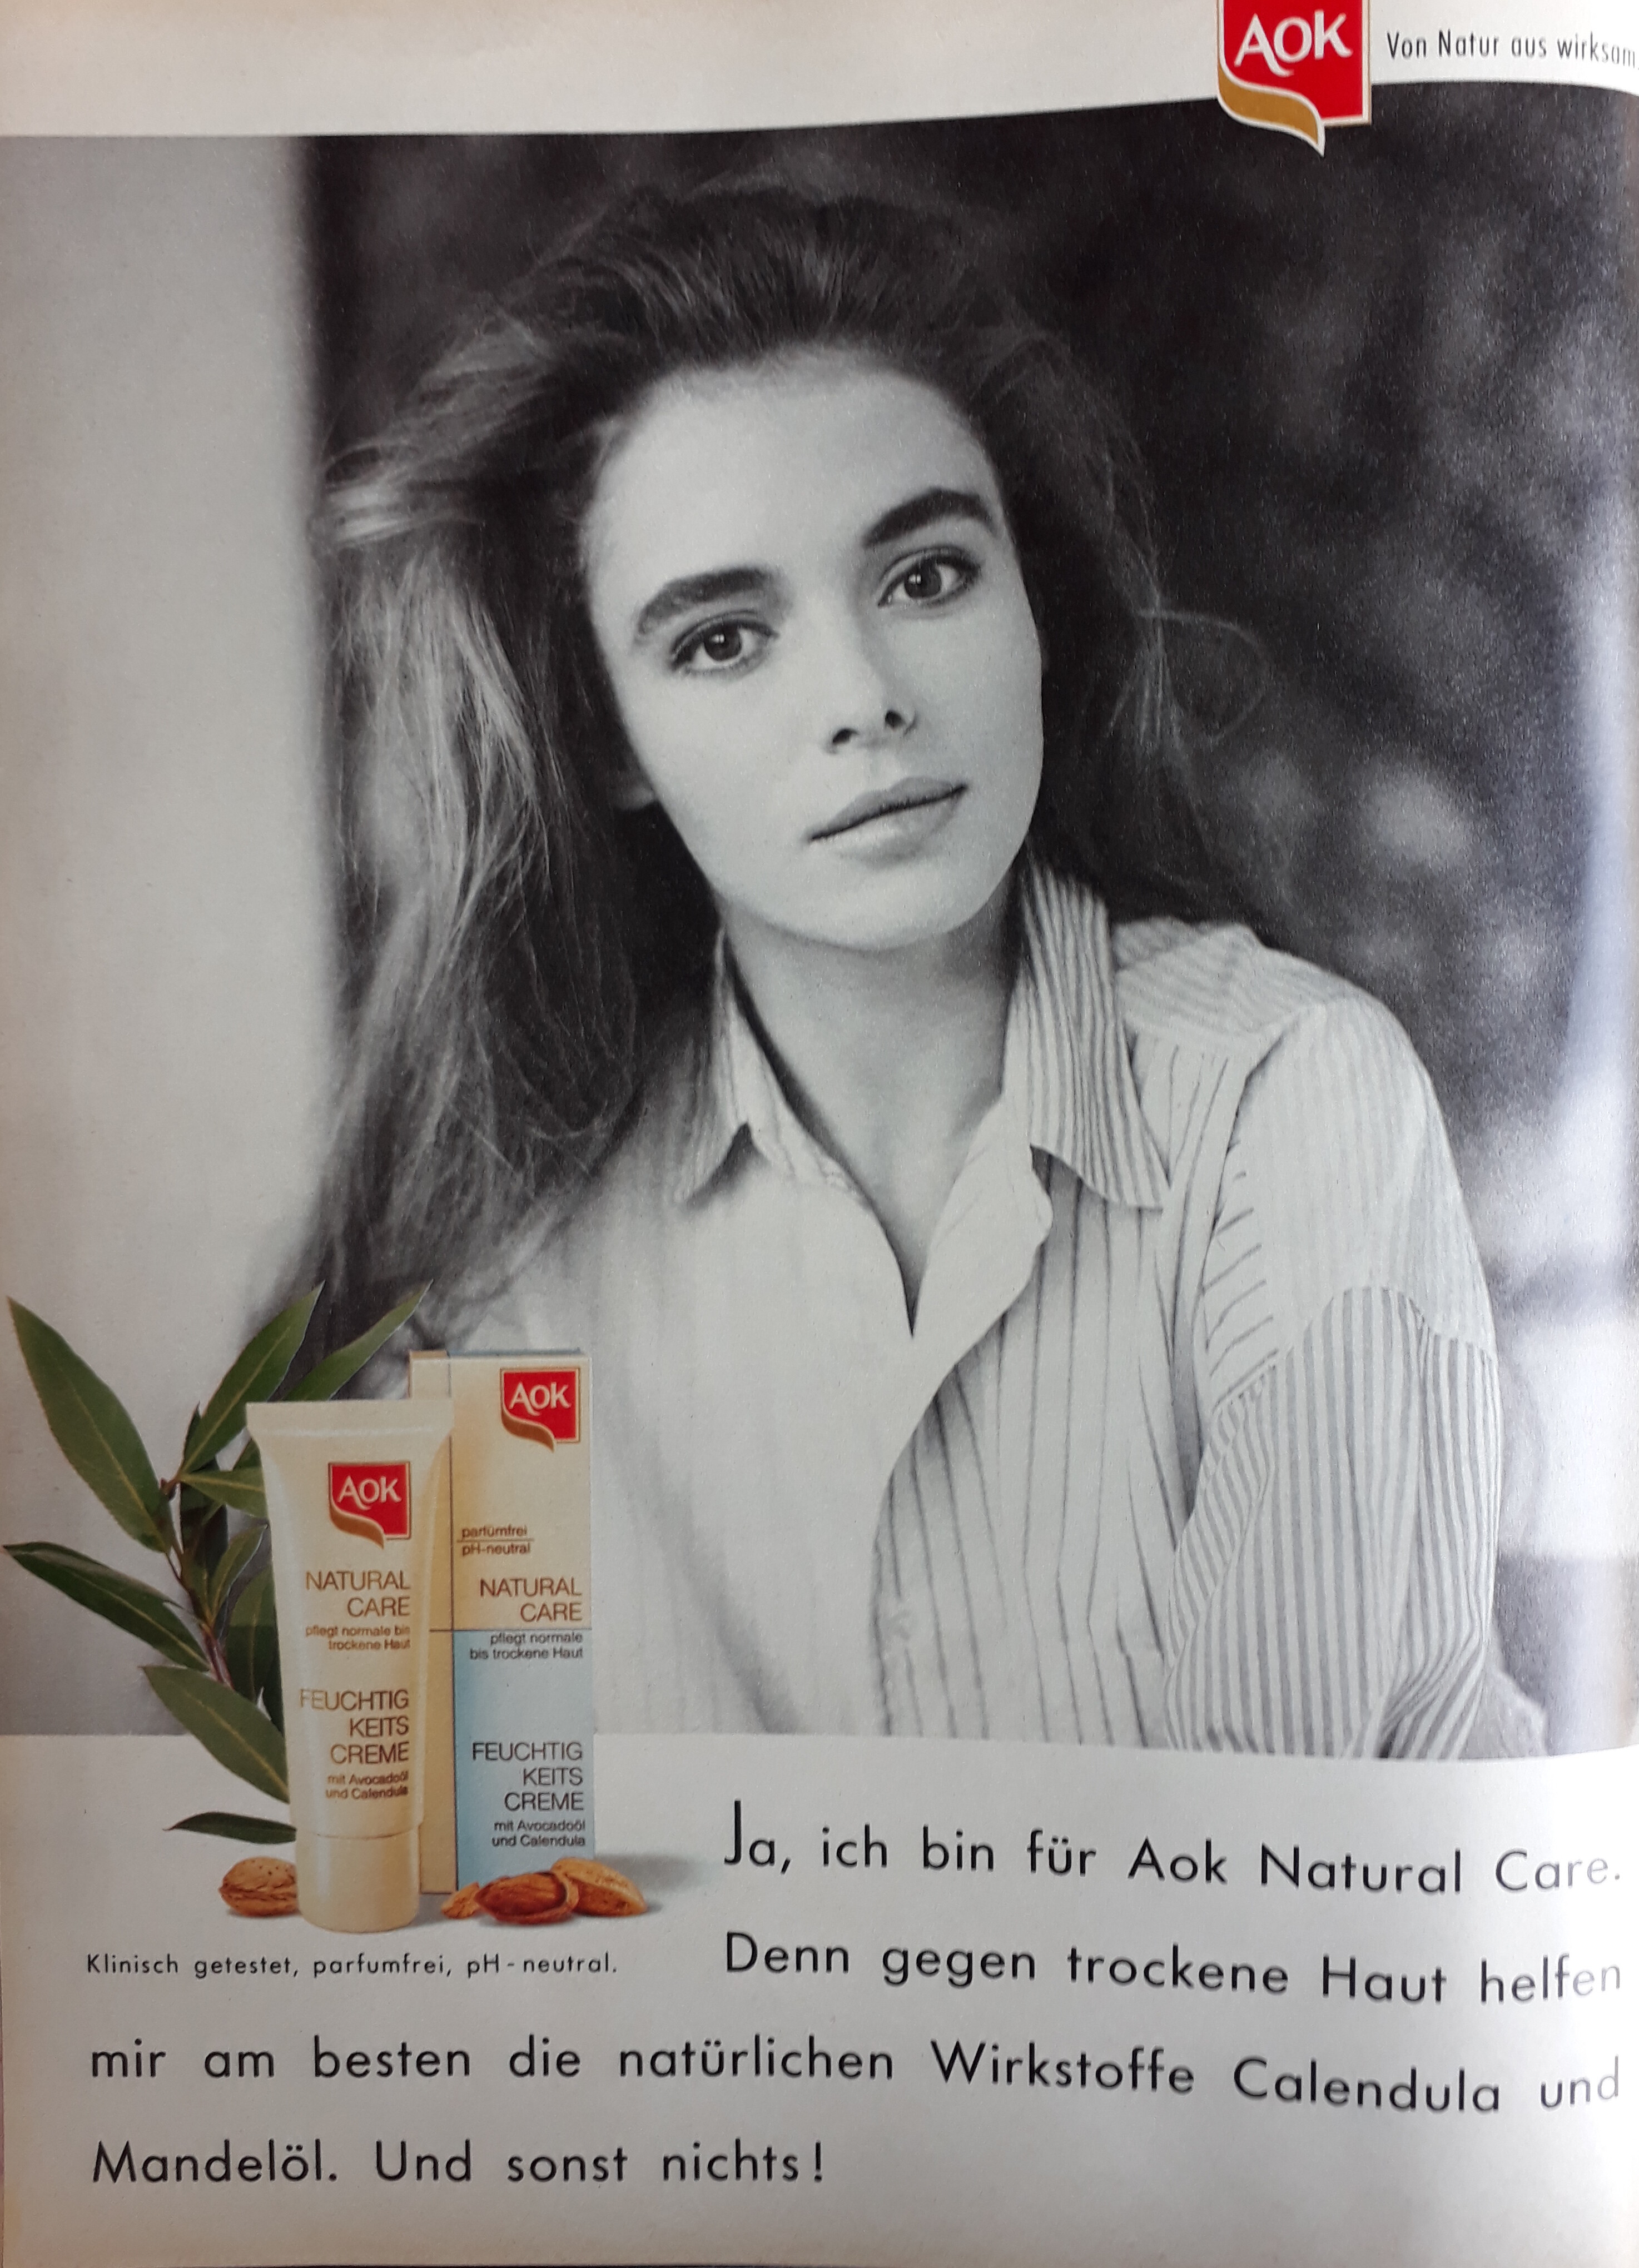 Aok
Von Natur aus wirksam
Aok
NATURAL
CARE
pflegt normale bis
trockene Haut
FEUCHTIG
KEITS
CREME
mit Avocadoöl
und Calendula
Aok
parfümfrei
pH-neutral
NATURAL
CARE
pflegt normale
bis trockene Haut
FEUCHTIG
KEITS
CREME
mit Avocadoöl
und Calendula
Klinisch getestet, parfumfrei, pH-neutral.
Ja, ich bin für Aok Natural Care.
Denn gegen trockene Haut helfen
mir am besten die natürlichen Wirkstoffe Calendula und
Mandelöl. Und sonst nichts!